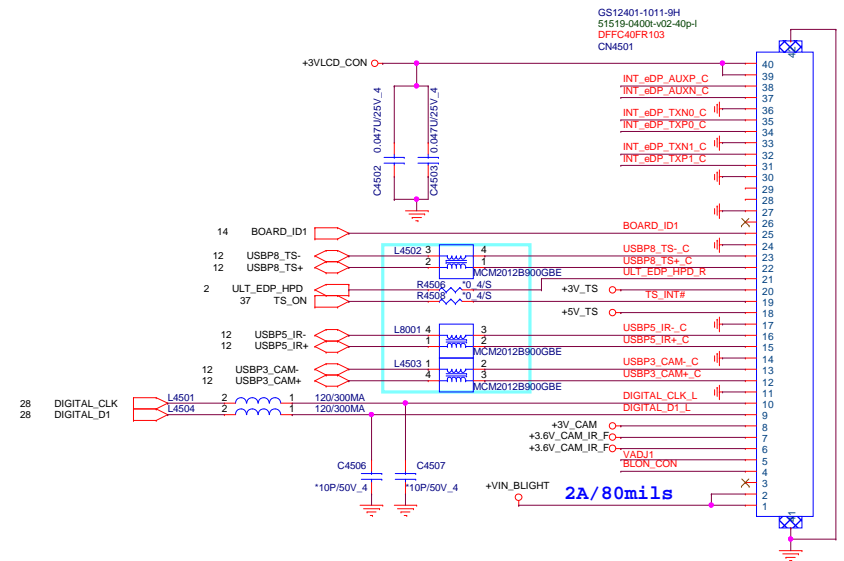 GS12401-1011-9H
51519-0400t-v02-40p-l
DFFC40FR103
CN4501
+3VLCD_CON
40
39
INT_eDP_AUXP_C 38
INT_eDP_AUXN_C 37
36
INT_eDP_TXN0_C 35
INT_eDP_TXP0_C 34
33
INT_eDP_TXN1_C 32
INT_eDP_TXP1_C 31
30
29
28
27
26
C4502 0.047U/25V_4
C4503 0.047U/25V_4
14 BOARD_ID1 BOARD_ID1 25
24
12 USBP8_TS- L4502 3 4 USBP8_TS-_C 23
12 USBP8_TS+ 2 1 USBP8_TS+_C 22
MCM2012B900GBE ULT_EDP_HPD_R 21
2 ULT_EDP_HPD R4506 *0_4/S +3V_TS 20
37 TS_ON R4508 *0_4/S TS_INT# 19
+5V_TS 18
17
12 USBP5_IR- L8001 4 3 USBP5_IR-_C 16
12 USBP5_IR+ 1 2 USBP5_IR+_C 15
MCM2012B900GBE
14
12 USBP3_CAM- L4503 1 2 USBP3_CAM-_C 13
12 USBP3_CAM+ 4 3 USBP3_CAM+_C 12
MCM2012B900GBE
11
28 DIGITAL_CLK L4501 2 1 120/300MA DIGITAL_CLK_L 10
28 DIGITAL_D1 L4504 2 1 120/300MA DIGITAL_D1_L 9
+3V_CAM 8
+3.6V_CAM_IR_F 7
+3.6V_CAM_IR_F 6
VADJ1 5
BLON_CON 4
3
2
1
C4506 C4507
*10P/50V_4 *10P/50V_4
+VIN_BLIGHT
2A/80mils
41